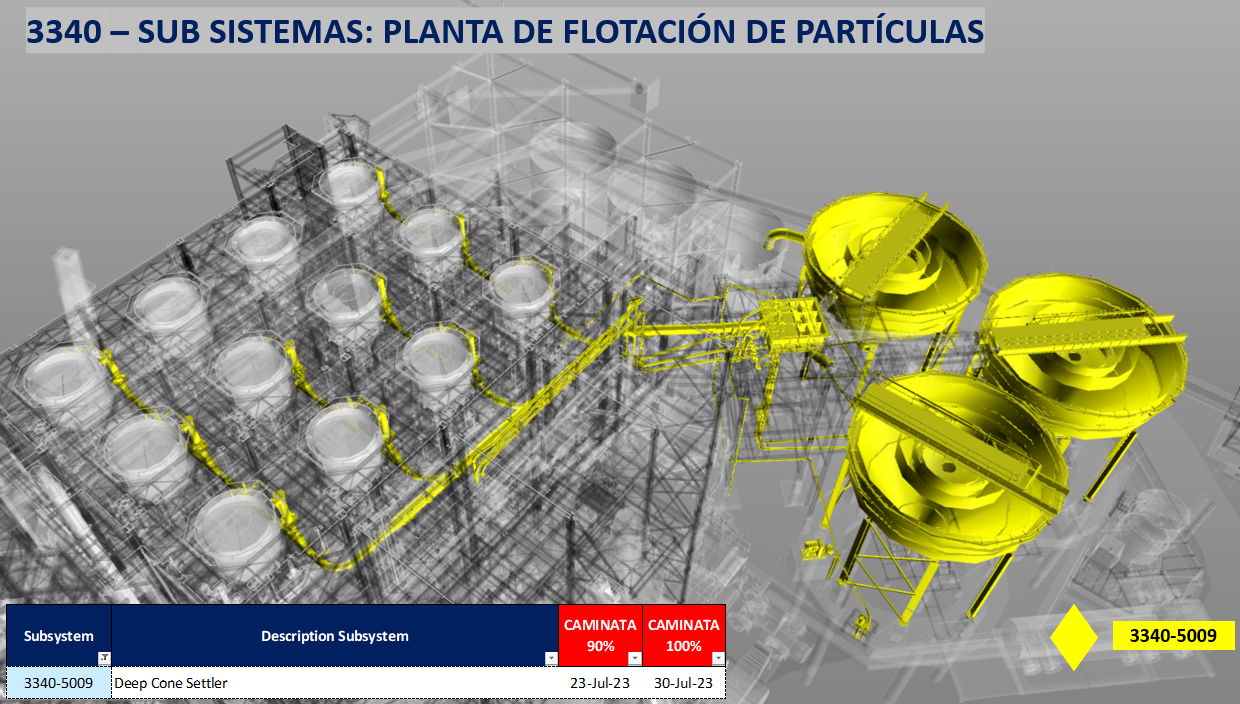 3340 – SUB SISTEMAS: PLANTA DE FLOTACIÓN DE PARTÍCULAS
3340-5009
Subsystem Description Subsystem CAMINATA 90% CAMINATA 100%
3340-5009 Deep Cone Settler 23-Jul-23 30-Jul-23